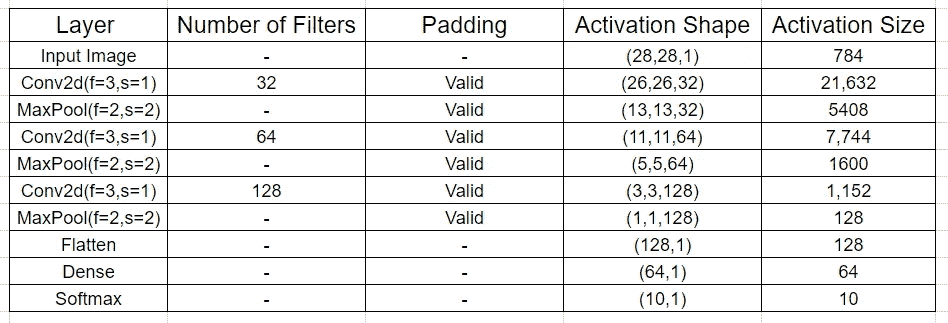 Layer Number of Filters Padding Activation Shape Activation Size
Input Image - - (28,28,1) 784
Conv2d(f=3,s=1) 32 Valid (26,26,32) 21,632
MaxPool(f=2,s=2) - Valid (13,13,32) 5408
Conv2d(f=3,s=1) 64 Valid (11,11,64) 7,744
MaxPool(f=2,s=2) - Valid (5,5,64) 1600
Conv2d(f=3,s=1) 128 Valid (3,3,128) 1,152
MaxPool(f=2,s=2) - Valid (1,1,128) 128
Flatten - - (128,1) 128
Dense - - (64,1) 64
Softmax - - (10,1) 10